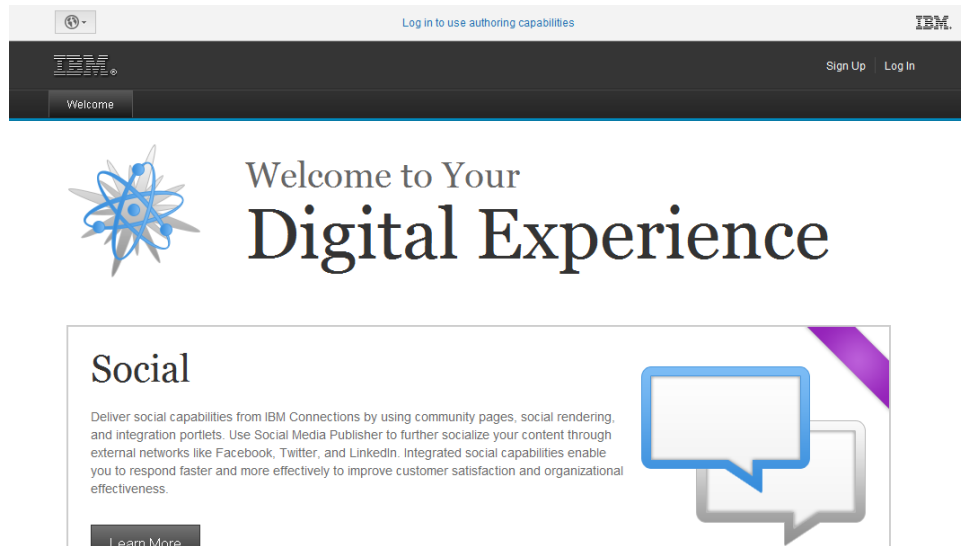 Log in to use authoring capabilities
IBM.
IBM®
Sign Up
Log In
Welcome
Welcome to Your
Digital Experience
Social
Deliver social capabilities from IBM Connections by using community pages, social rendering,
and integration portlets. Use Social Media Publisher to further socialize your content through
external networks like Facebook, Twitter, and LinkedIn. Integrated social capabilities enable
you to respond faster and more effectively to improve customer satisfaction and organizational
effectiveness.
Learn More